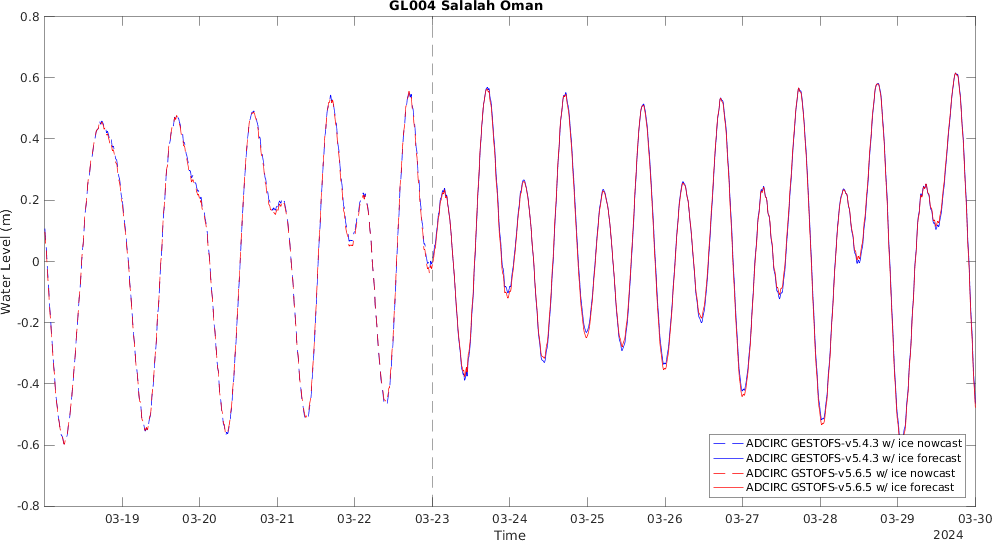 GL004 Salalah Oman
0.8
0.6
0.4
0.2
0
-0.2
-0.4
-0.6
-0.8
Water Level (m)
ADCIRC GESTOFS-v5.4.3 w/ ice nowcast
ADCIRC GESTOFS-v5.4.3 w/ ice forecast
ADCIRC GSTOFS-v5.6.5 w/ ice nowcast
ADCIRC GSTOFS-v5.6.5 w/ ice forecast
03-19 03-20 03-21 03-22 03-23 03-24 03-25 03-26 03-27 03-28 03-29 03-30
Time
2024